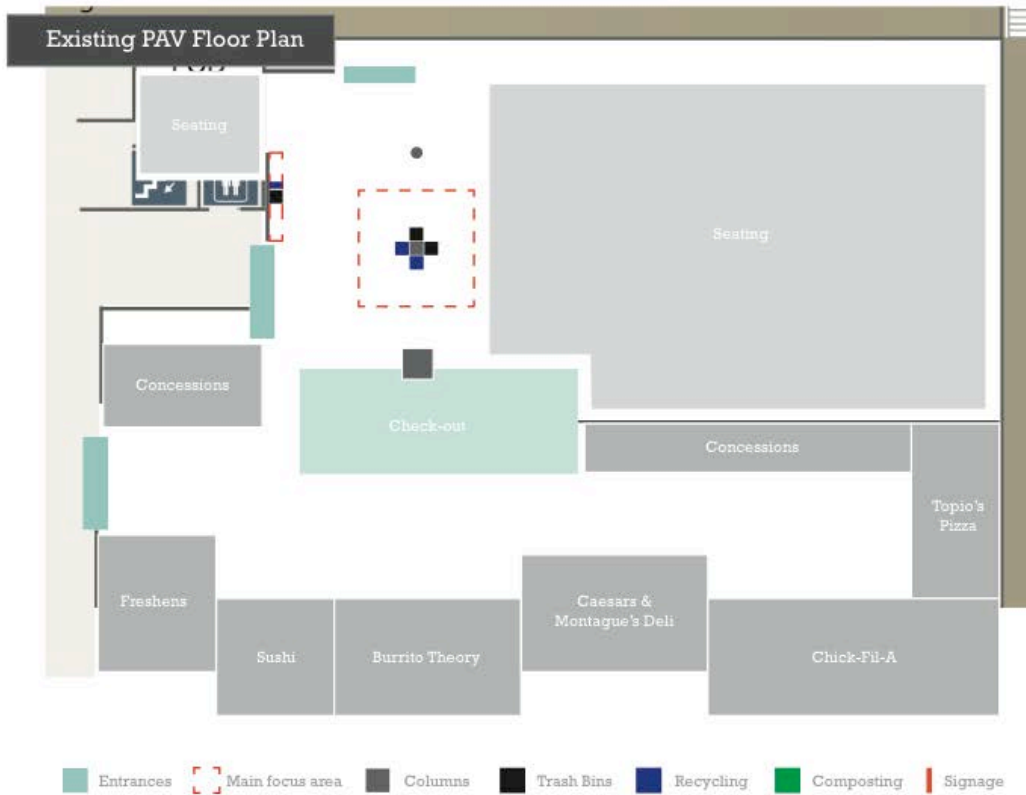 Existing PAV Floor Plan
Seating
Seating
Concessions
Check-out
Concessions
Topio's
Pizza
Freshens
Sushi
Burrito Theory
Caesars &
Montague's Deli
Chick-Fil-A
Entrances
Main focus area
Columns
Trash Bins
Recycling
Composting
Signage